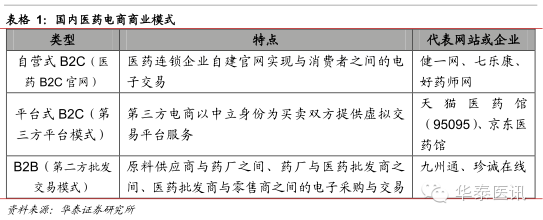 表格 1：国内医药电商商业模式
类型 特点 代表网站或企业
自营式 B2C（医 医药连锁企业自建官网实现与消费者之间的电 健一网、七乐康、
药 B2C 官网） 子交易 好药师网
平台式 B2C（第 第三方电商以中立身份为买卖双方提供虚拟交 天猫医药馆
三方平台模式） 易平台服务 （95095）、京东医
药馆
B2B（第二方批发 原料供应商与药厂之间、药厂与医药批发商之 九州通、珍诚在线
交易模式） 间、医药批发商与零售商之间的电子采购与交易
资料来源：华泰证券研究所
华泰医讯